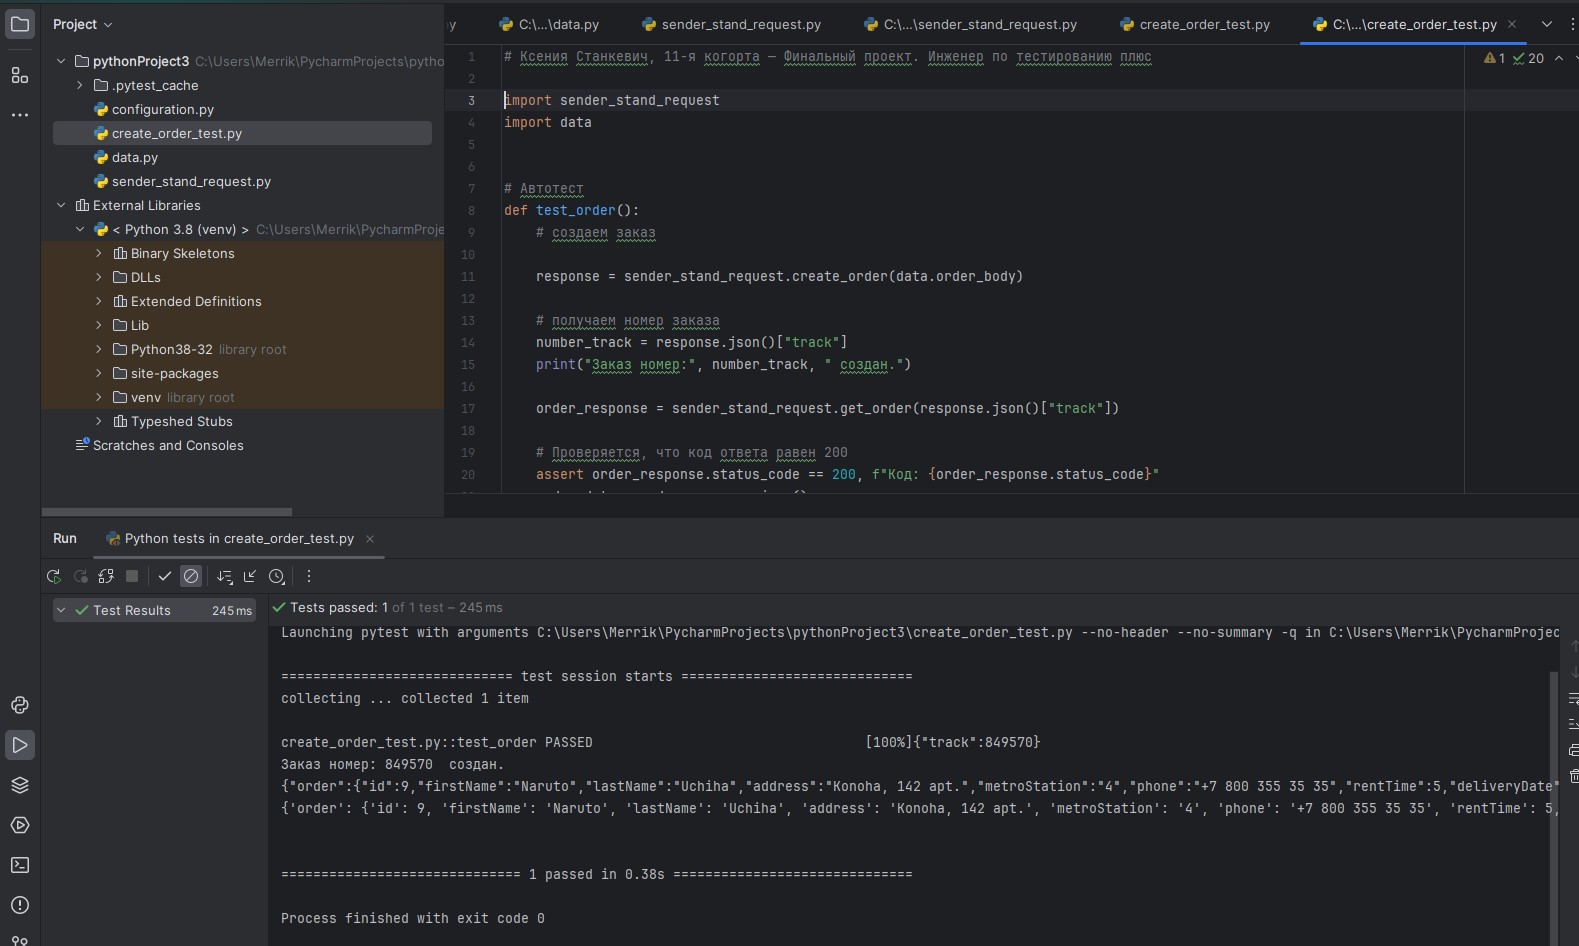 Project
pythonProject3 C:\Users\Merrik\PycharmProjects\pytho
.pytest_cache
configuration.py
create_order_test.py
data.py
sender_stand_request.py
External Libraries
< Python 3.8 (venv) > C:\Users\Merrik\PycharmProje
Binary Skeletons
DLLs
Extended Definitions
Lib
Python38-32 library root
site-packages
venv library root
Typeshed Stubs
Scratches and Consoles
y C:\...\data.py sender_stand_request.py C:\...\sender_stand_request.py create_order_test.py C:\...\create_order_test.py
1 20
1 # Ксения Станкевич, 11-я когорта — Финальный проект. Инженер по тестированию плюс
2
3 import sender_stand_request
4 import data
5
6
7 # Автотест
8 def test_order():
9 # создаем заказ
10
11 response = sender_stand_request.create_order(data.order_body)
12
13 # получаем номер заказа
14 number_track = response.json()["track"]
15 print("Заказ номер:", number_track, " создан.")
16
17 order_response = sender_stand_request.get_order(response.json()["track"])
18
19 # Проверяется, что код ответа равен 200
20 assert order_response.status_code == 200, f"Код: {order_response.status_code}"
Run Python tests in create_order_test.py
Test Results 245 ms
Tests passed: 1 of 1 test – 245 ms
Launching pytest with arguments C:\Users\Merrik\PycharmProjects\pythonProject3\create_order_test.py --no-header --no-summary -q in C:\Users\Merrik\PycharmProjec
============================= test session starts =============================
collecting ... collected 1 item
create_order_test.py::test_order PASSED [100%]{"track":849570}
Заказ номер: 849570  создан.
{"order":{"id":9,"firstName":"Naruto","lastName":"Uchiha","address":"Konoha, 142 apt.","metroStation":"4","phone":"+7 800 355 35 35","rentTime":5,"deliveryDate"
{'order': {'id': 9, 'firstName': 'Naruto', 'lastName': 'Uchiha', 'address': 'Konoha, 142 apt.', 'metroStation': '4', 'phone': '+7 800 355 35 35', 'rentTime': 5,
============================== 1 passed in 0.38s ==============================
Process finished with exit code 0